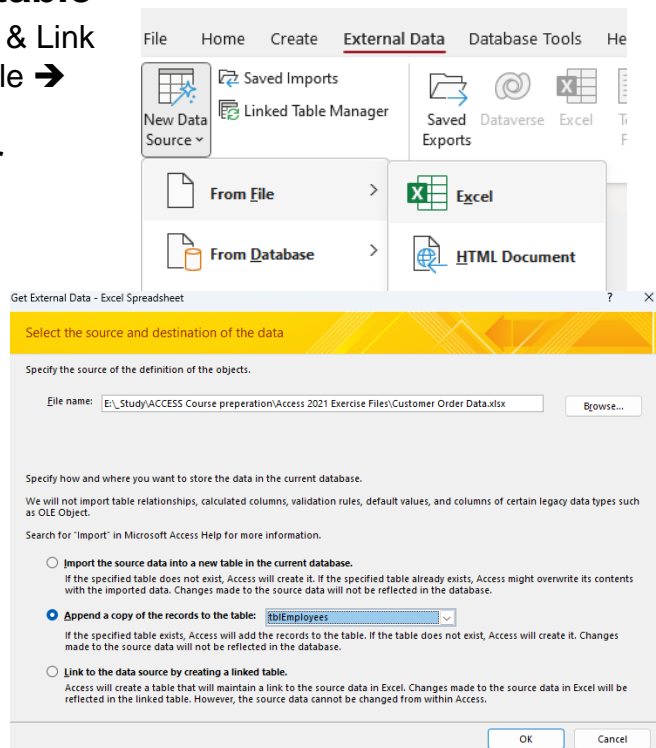 table
& Link
le ➔
File Home Create External Data Database Tools He
Saved Imports
Linked Table Manager
New Data
Source
Saved
Exports
Dataverse Excel
From File >
Excel
From Database >
HTML Document
Get External Data - Excel Spreadsheet ? X
Select the source and destination of the data
Specify the source of the definition of the objects.
File name: E:\_Study\ACCESS Course preperation\Access 2021 Exercise Files\Customer Order Data.xlsx Browse...
Specify how and where you want to store the data in the current database.
We will not import table relationships, calculated columns, validation rules, default values, and columns of certain legacy data types such
as OLE Object.
Search for "Import" in Microsoft Access Help for more information.
Import the source data into a new table in the current database.
If the specified table does not exist, Access will create it. If the specified table already exists, Access might overwrite its contents
with the imported data. Changes made to the source data will not be reflected in the database.
Append a copy of the records to the table: tblEmployees
If the specified table exists, Access will add the records to the table. If the table does not exist, Access will create it. Changes
made to the source data will not be reflected in the database.
Link to the data source by creating a linked table.
Access will create a table that will maintain a link to the source data in Excel. Changes made to the source data in Excel will be
reflected in the linked table. However, the source data cannot be changed from within Access.
OK Cancel